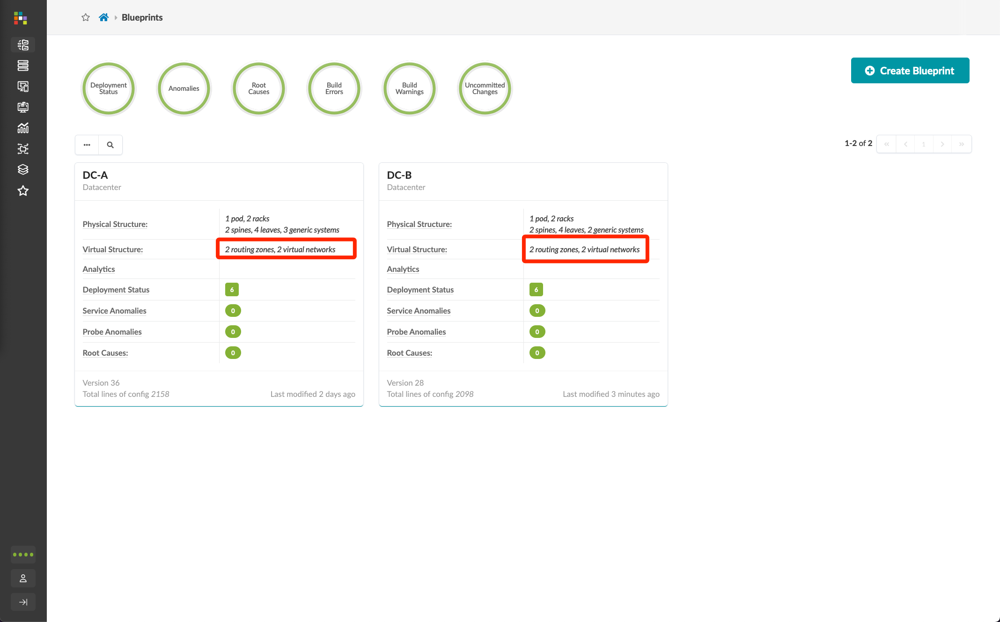 Blueprints
Deployment
Status
Anomalies
Root
Causes
Build
Errors
Build
Warnings
Uncommitted
Changes
Create Blueprint
1-2 of 2
1
DC-A
Datacenter
Physical Structure:
1 pod, 2 racks
2 spines, 4 leaves, 3 generic systems
Virtual Structure:
2 routing zones, 2 virtual networks
Analytics
Deployment Status
6
Service Anomalies
0
Probe Anomalies
0
Root Causes:
0
Version 36
Total lines of config 2158
Last modified 2 days ago
DC-B
Datacenter
Physical Structure:
1 pod, 2 racks
2 spines, 4 leaves, 2 generic systems
Virtual Structure:
2 routing zones, 2 virtual networks
Analytics
Deployment Status
6
Service Anomalies
0
Probe Anomalies
0
Root Causes:
0
Version 28
Total lines of config 2098
Last modified 3 minutes ago